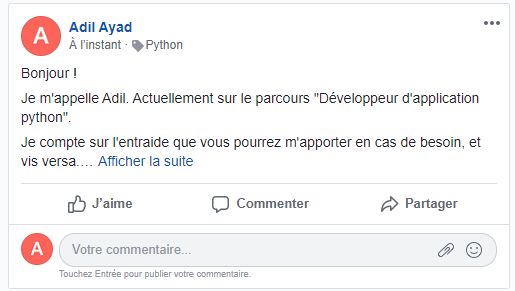 A
Adil Ayad
À l'instant · Python
Bonjour !
Je m'appelle Adil. Actuellement sur le parcours "Développeur d'application
python".
Je compte sur l'entraide que vous pourrez m'apporter en cas de besoin, et
vis versa.... Afficher la suite
J'aime Commenter Partager
A
Votre commentaire...
Touchez Entrée pour publier votre commentaire.